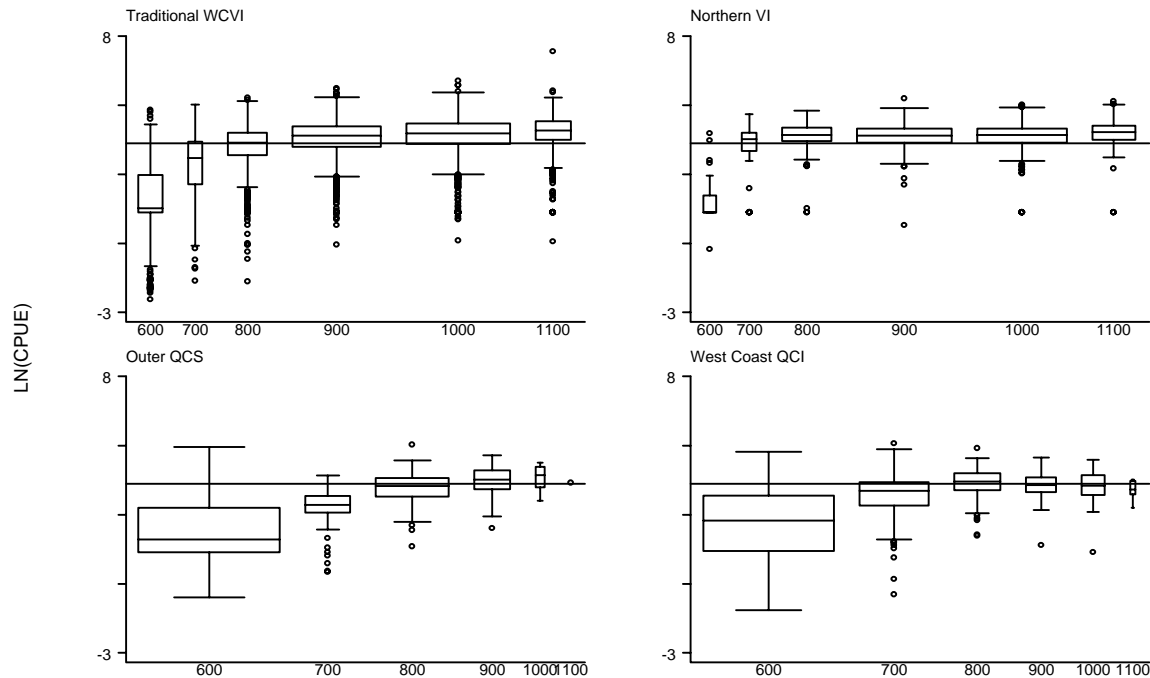 Traditional WCVI
Northern VI
8
8
-3
-3
600 700 800 900 1000 1100
600 700 800 900 1000 1100
LN(CPUE)
Outer QCS
West Coast QCI
8
8
-3
-3
600 700 800 900 1000 1100
600 700 800 900 1000 1100